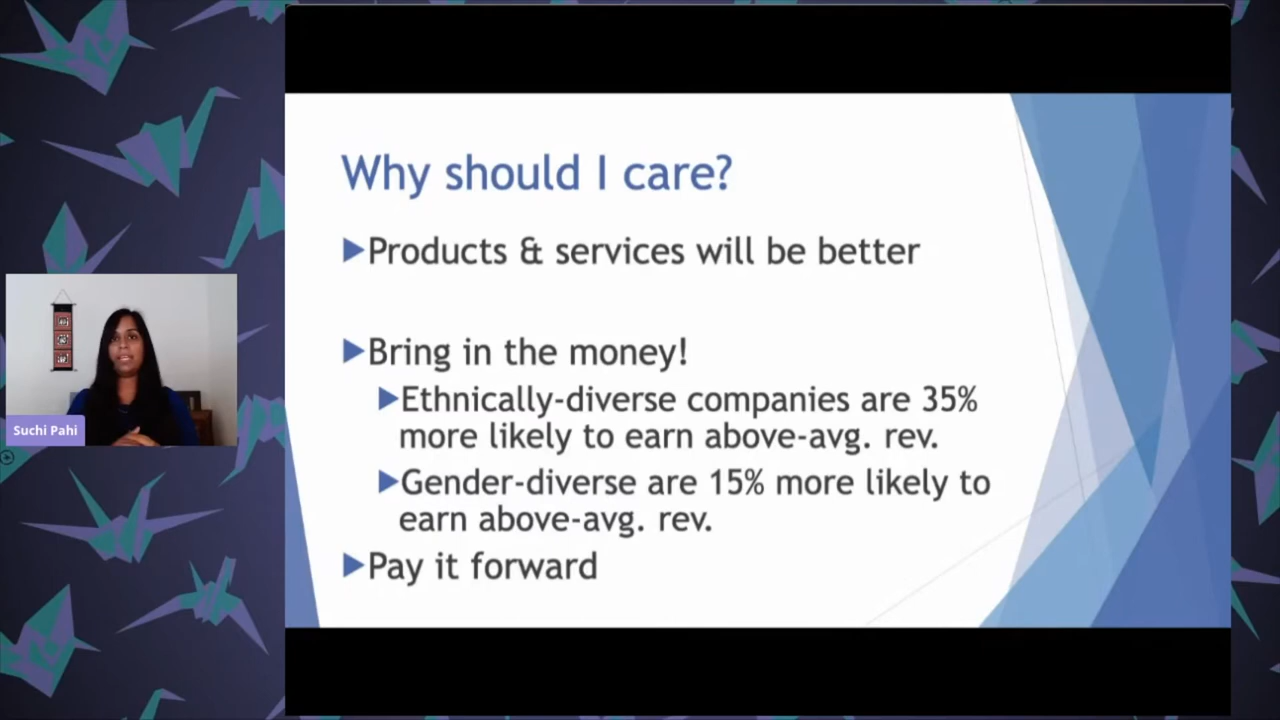 Why should I care?
Products & services will be better
Bring in the money!
Ethnically-diverse companies are 35%
more likely to earn above-avg. rev.
Gender-diverse are 15% more likely to
earn above-avg. rev.
Pay it forward
Suchi Pahi